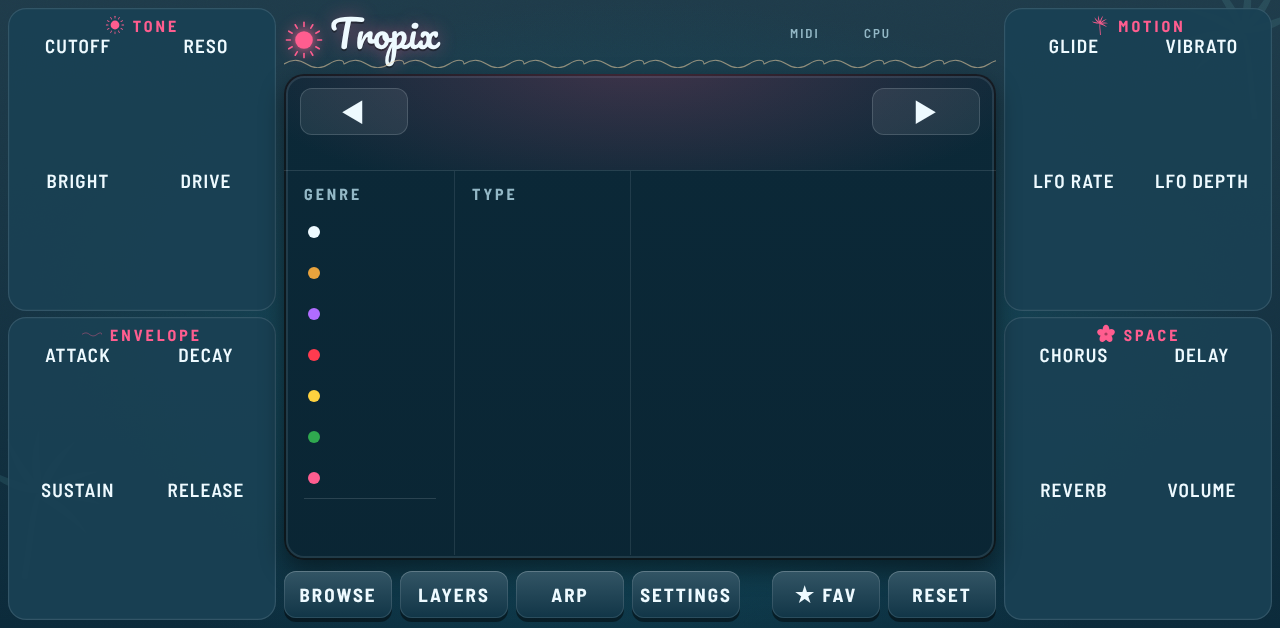 TONE
CUTOFF RESO
BRIGHT DRIVE
ENVELOPE
ATTACK DECAY
SUSTAIN RELEASE
Tropix
MIDI CPU
GENRE TYPE
BROWSE LAYERS ARP SETTINGS ★ FAV RESET
MOTION
GLIDE VIBRATO
LFO RATE LFO DEPTH
SPACE
CHORUS DELAY
REVERB VOLUME